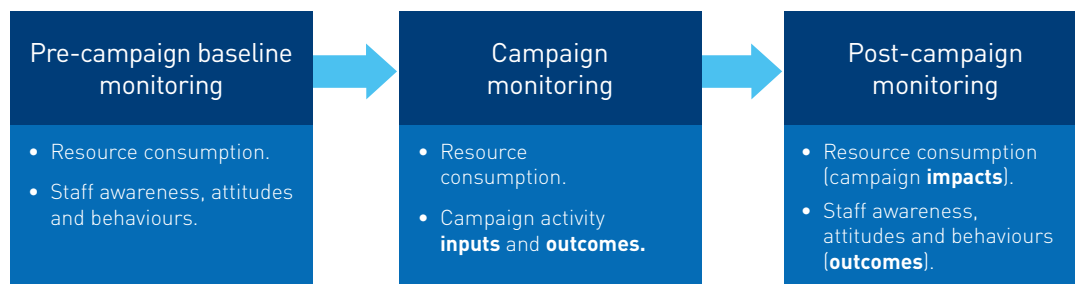 Pre-campaign baseline
monitoring
• Resource consumption.
• Staff awareness, attitudes
and behaviours.
Campaign
monitoring
• Resource
consumption.
• Campaign activity
inputs and outcomes.
Post-campaign
monitoring
• Resource consumption
(campaign impacts).
• Staff awareness,
attitudes and behaviours
(outcomes).